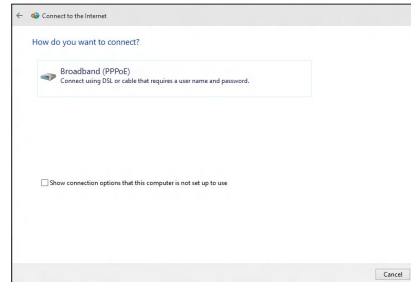 Connect to the Internet
How do you want to connect?
Broadband (PPPoE)
Connect using DSL or cable that requires a user name and password.
Show connection options that this computer is not set up to use
Cancel